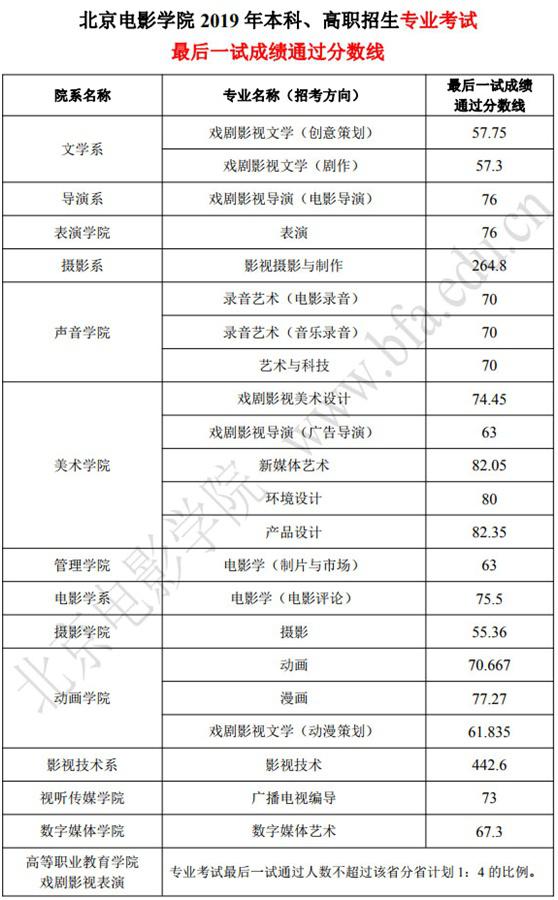 北京电影学院 2019 年本科、高职招生专业考试
最后一试成绩通过分数线
院系名称 专业名称（招考方向） 最后一试成绩
通过分数线
文学系 戏剧影视文学（创意策划） 57.75
戏剧影视文学（剧作） 57.3
导演系 戏剧影视导演（电影导演） 76
表演学院 表演 76
摄影系 影视摄影与制作 264.8
声音学院 录音艺术（电影录音） 70
录音艺术（音乐录音） 70
艺术与科技 70
美术学院 戏剧影视美术设计 74.45
戏剧影视导演（广告导演） 63
新媒体艺术 82.05
环境设计 80
产品设计 82.35
管理学院 电影学（制片与市场） 63
电影学系 电影学（电影评论） 75.5
摄影学院 摄影 55.36
动画学院 动画 70.667
漫画 77.27
戏剧影视文学（动漫策划） 61.835
影视技术系 影视技术 442.6
视听传媒学院 广播电视编导 73
数字媒体学院 数字媒体艺术 67.3
高等职业教育学院
戏剧影视表演 专业考试最后一试通过人数不超过该省分省计划 1：4 的比例。
北京电影学院 www.bfa.edu.cn